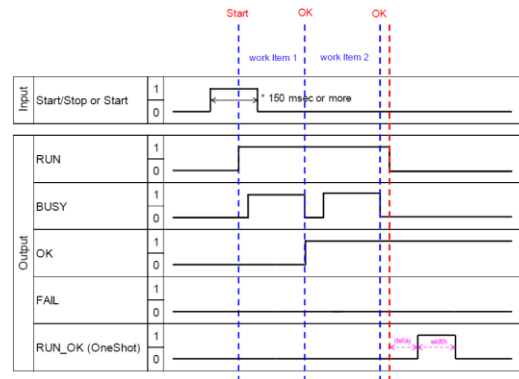 Start OK OK
work Item 1 work Item 2
Input
Start/Stop or Start 1 0 * 150 msec or more
Output
RUN 1 0
BUSY 1 0
OK 1 0
FAIL 1 0
RUN_OK (OneShot) 1 0 delay width